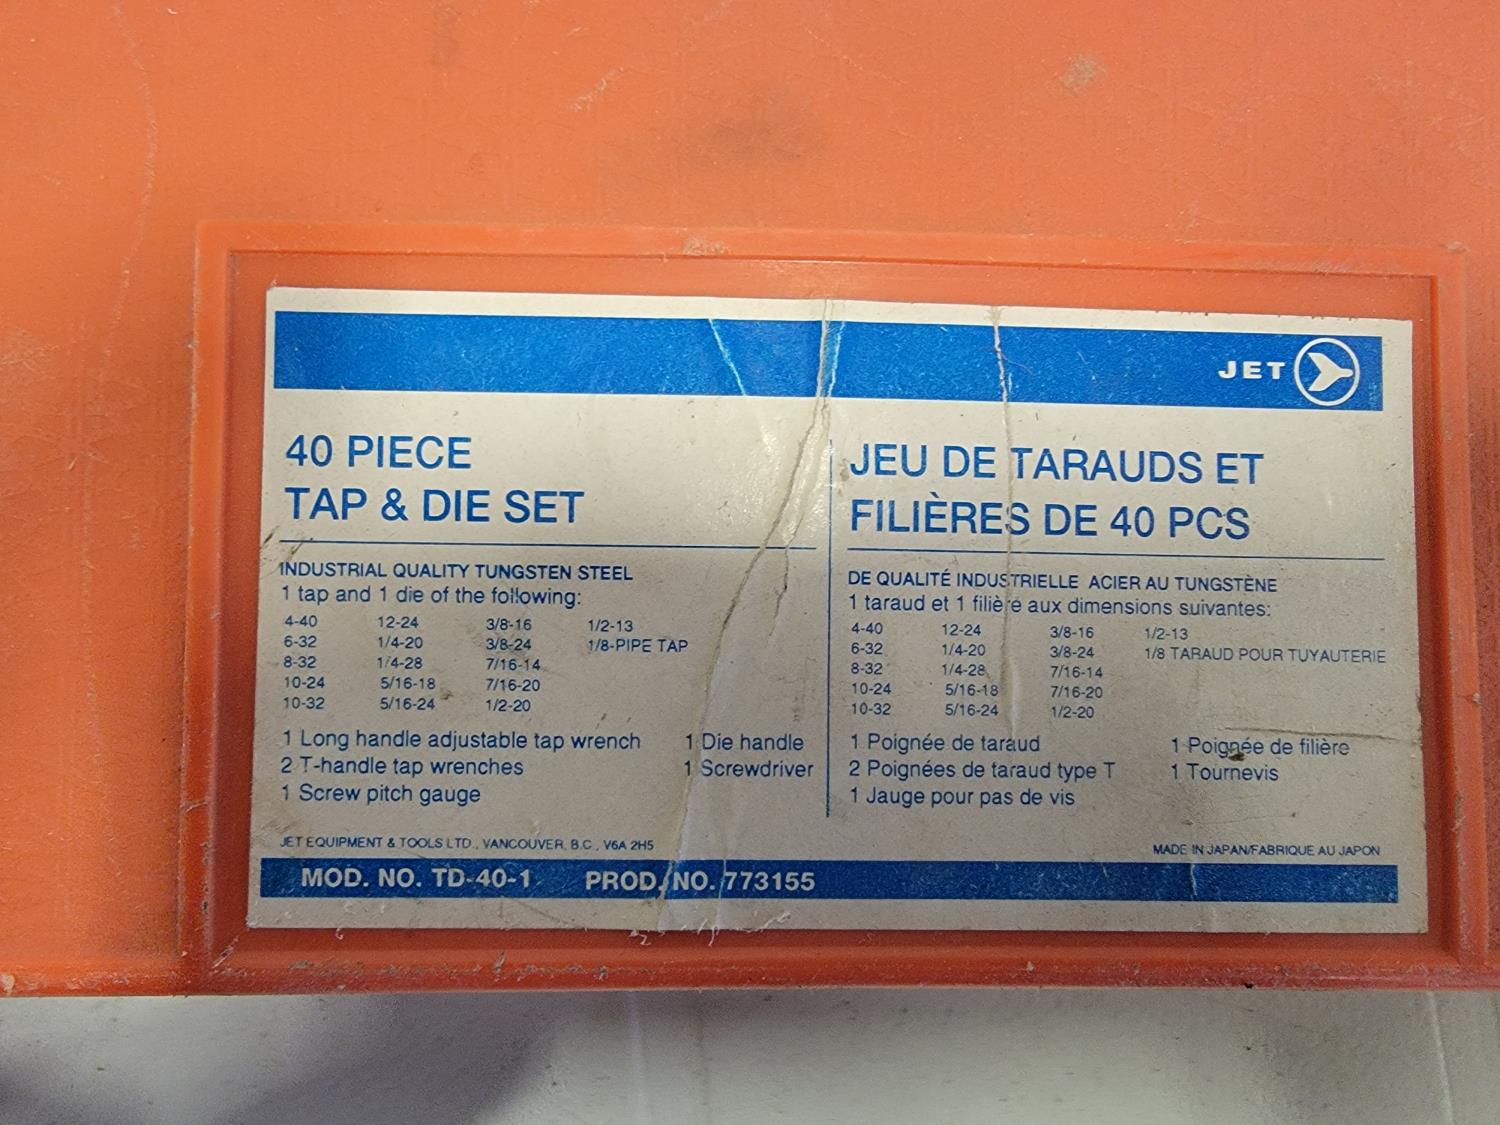 JET
40 PIECE
TAP & DIE SET
INDUSTRIAL QUALITY TUNGSTEN STEEL
1 tap and 1 die of the following:
4-40 12-24 3/8-16 1/2-13
6-32 1/4-20 3/8-24 1/8-PIPE TAP
8-32 1/4-28 7/16-14
10-24 5/16-18 7/16-20
10-32 5/16-24 1/2-20
1 Long handle adjustable tap wrench 1 Die handle
2 T-handle tap wrenches 1 Screwdriver
1 Screw pitch gauge
JET EQUIPMENT & TOOLS LTD., VANCOUVER, B.C., V6A 2H5
JEU DE TARAUDS ET
FILIÈRES DE 40 PCS
DE QUALITÉ INDUSTRIELLE ACIER AU TUNGSTÈNE
1 taraud et 1 filière aux dimensions suivantes:
4-40 12-24 3/8-16 1/2-13
6-32 1/4-20 3/8-24 1/8 TARAUD POUR TUYAUTERIE
8-32 1/4-28 7/16-14
10-24 5/16-18 7/16-20
10-32 5/16-24 1/2-20
1 Poignée de taraud 1 Poignée de filière
2 Poignées de taraud type T 1 Tournevis
1 Jauge pour pas de vis
MADE IN JAPAN/FABRIQUE AU JAPON
MOD. NO. TD-40-1 PROD. NO. 773155